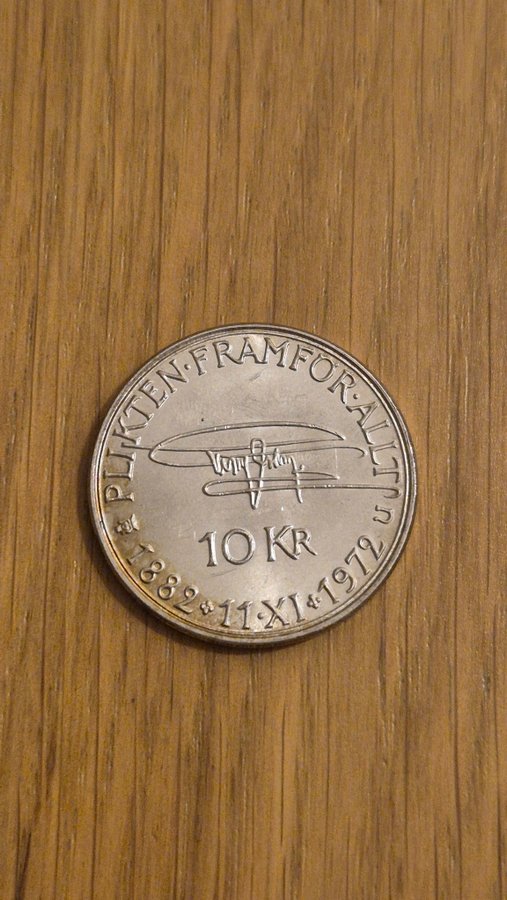 PLIKTEN·FRAMFÖR·ALLT
U
10 KR
1882 11·XI 1972